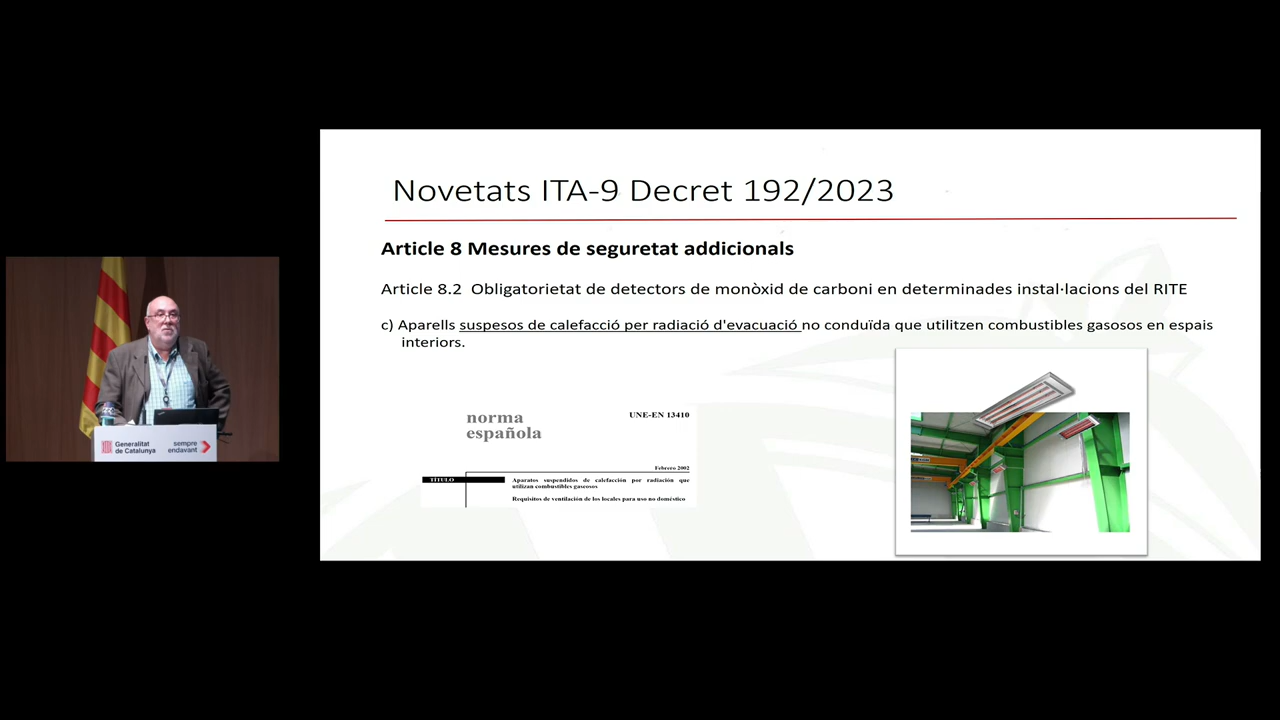 Novetats ITA-9 Decret 192/2023
Article 8 Mesures de seguretat addicionals
Article 8.2 Obligatorietat de detectors de monòxid de carboni en determinades instal·lacions del RITE
c) Aparells suspesos de calefacció per radiació d'evacuació no conduïda que utilitzen combustibles gasosos en espais
interiors.
norma
española
UNE-EN 13410
Febrero 2002
TITULO
Aparatos suspendidos de calefacción por radiación que
utilizan combustibles gaseosos
Requisitos de ventilación de los locales para uso no doméstico
Generalitat
de Catalunya
sempre
endavant